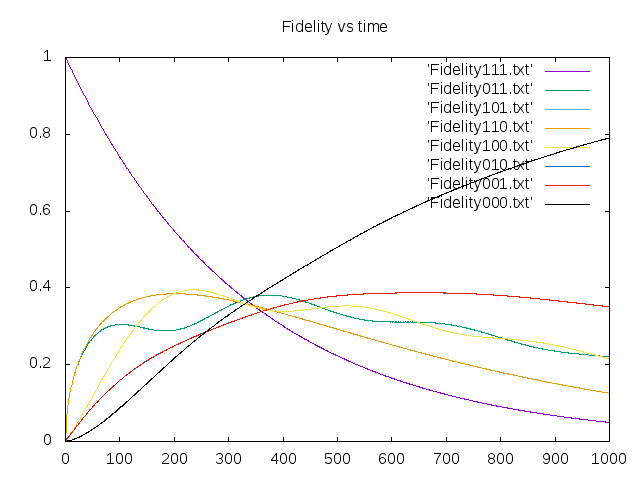 Fidelity vs time
1
0.8
0.6
0.4
0.2
0
0 100 200 300 400 500 600 700 800 900 1000
'Fidelity111.txt'
'Fidelity011.txt'
'Fidelity101.txt'
'Fidelity110.txt'
'Fidelity100.txt'
'Fidelity010.txt'
'Fidelity001.txt'
'Fidelity000.txt'